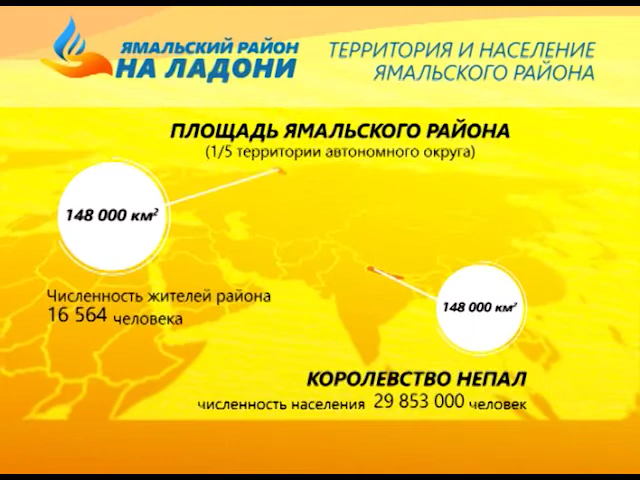 ЯМАЛЬСКИЙ РАЙОН
НА ЛАДОНИ
ТЕРРИТОРИЯ И НАСЕЛЕНИЕ
ЯМАЛЬСКОГО РАЙОНА
ПЛОЩАДЬ ЯМАЛЬСКОГО РАЙОНА
(1/5 территории автономного округа)
148 000 км²
Численность жителей района
16 564 человека
148 000 км²
КОРОЛЕВСТВО НЕПАЛ
численность населения 29 853 000 человек